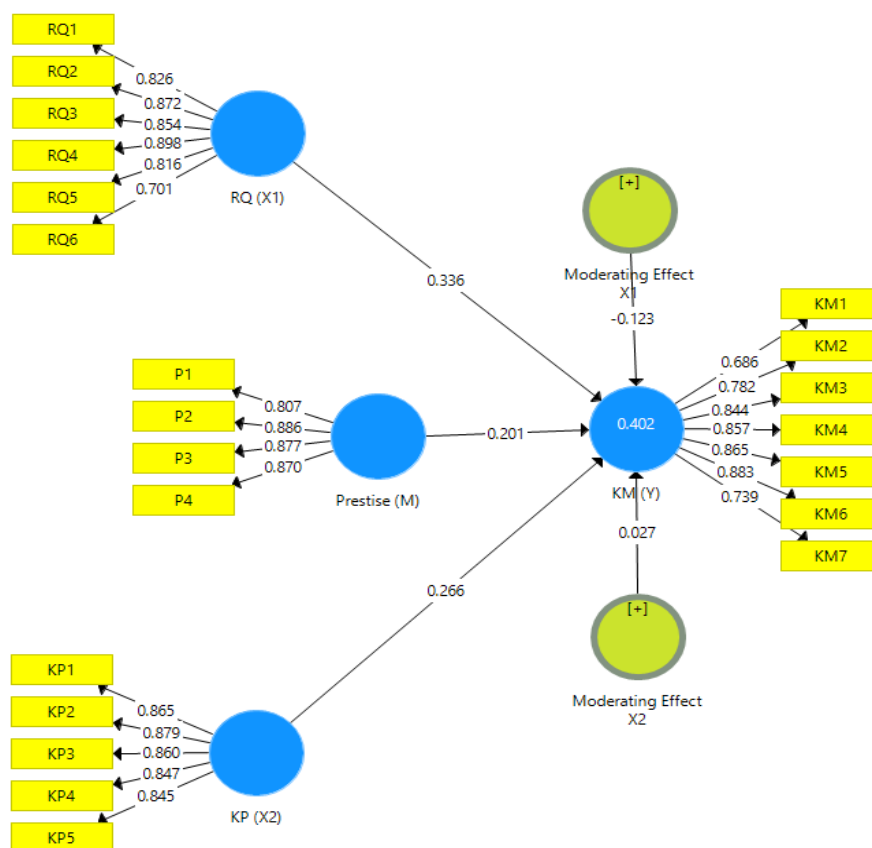 RQ1
RQ2
RQ3
RQ4
RQ5
RQ6
0.826
0.872
0.854
0.898
0.816
0.701
RQ (X1)
[+]
Moderating Effect
X1
0.336
-0.123
P1
P2
P3
P4
0.807
0.886
0.877
0.870
Prestise (M)
0.201
0.402
KM (Y)
KM1
KM2
KM3
KM4
KM5
KM6
KM7
0.686
0.782
0.844
0.857
0.865
0.883
0.739
0.027
0.266
[+]
Moderating Effect
X2
KP1
KP2
KP3
KP4
KP5
0.865
0.879
0.860
0.847
0.845
KP (X2)